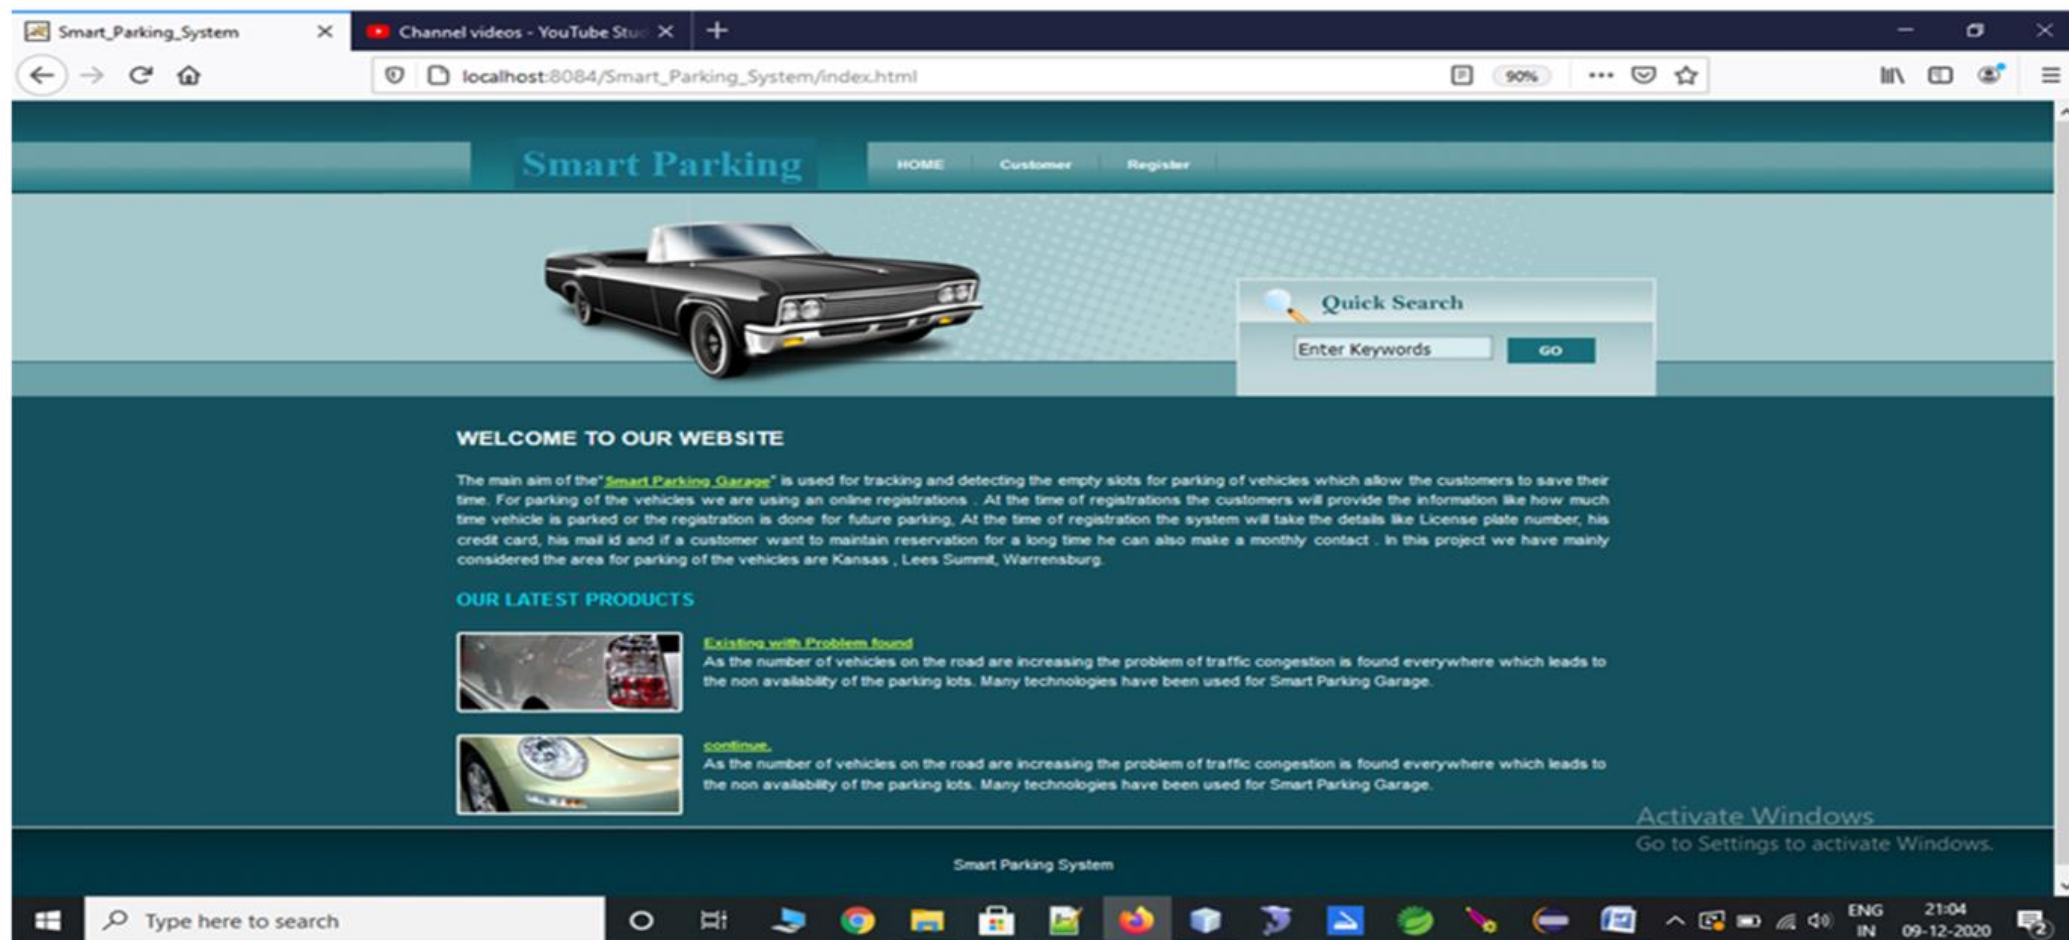 Smart_Parking_System
Channel videos - YouTube Stud
localhost:8084/Smart_Parking_System/index.html
90%
Smart Parking
HOME
Customer
Register
Quick Search
Enter Keywords
GO
WELCOME TO OUR WEBSITE
The main aim of the"Smart Parking Garage" is used for tracking and detecting the empty slots for parking of vehicles which allow the customers to save their
time. For parking of the vehicles we are using an online registrations . At the time of registrations the customers will provide the information like how much
time vehicle is parked or the registration is done for future parking, At the time of registration the system will take the details like License plate number, his
credit card, his mail id and if a customer want to maintain reservation for a long time he can also make a monthly contact . In this project we have mainly
considered the area for parking of the vehicles are Kansas , Lees Summit, Warrensburg.
OUR LATEST PRODUCTS
Existing with Problem found
As the number of vehicles on the road are increasing the problem of traffic congestion is found everywhere which leads to
the non availability of the parking lots. Many technologies have been used for Smart Parking Garage.
continue.
As the number of vehicles on the road are increasing the problem of traffic congestion is found everywhere which leads to
the non availability of the parking lots. Many technologies have been used for Smart Parking Garage.
Activate Windows
Go to Settings to activate Windows.
Smart Parking System
Type here to search
ENG
IN
21:04
09-12-2020
2